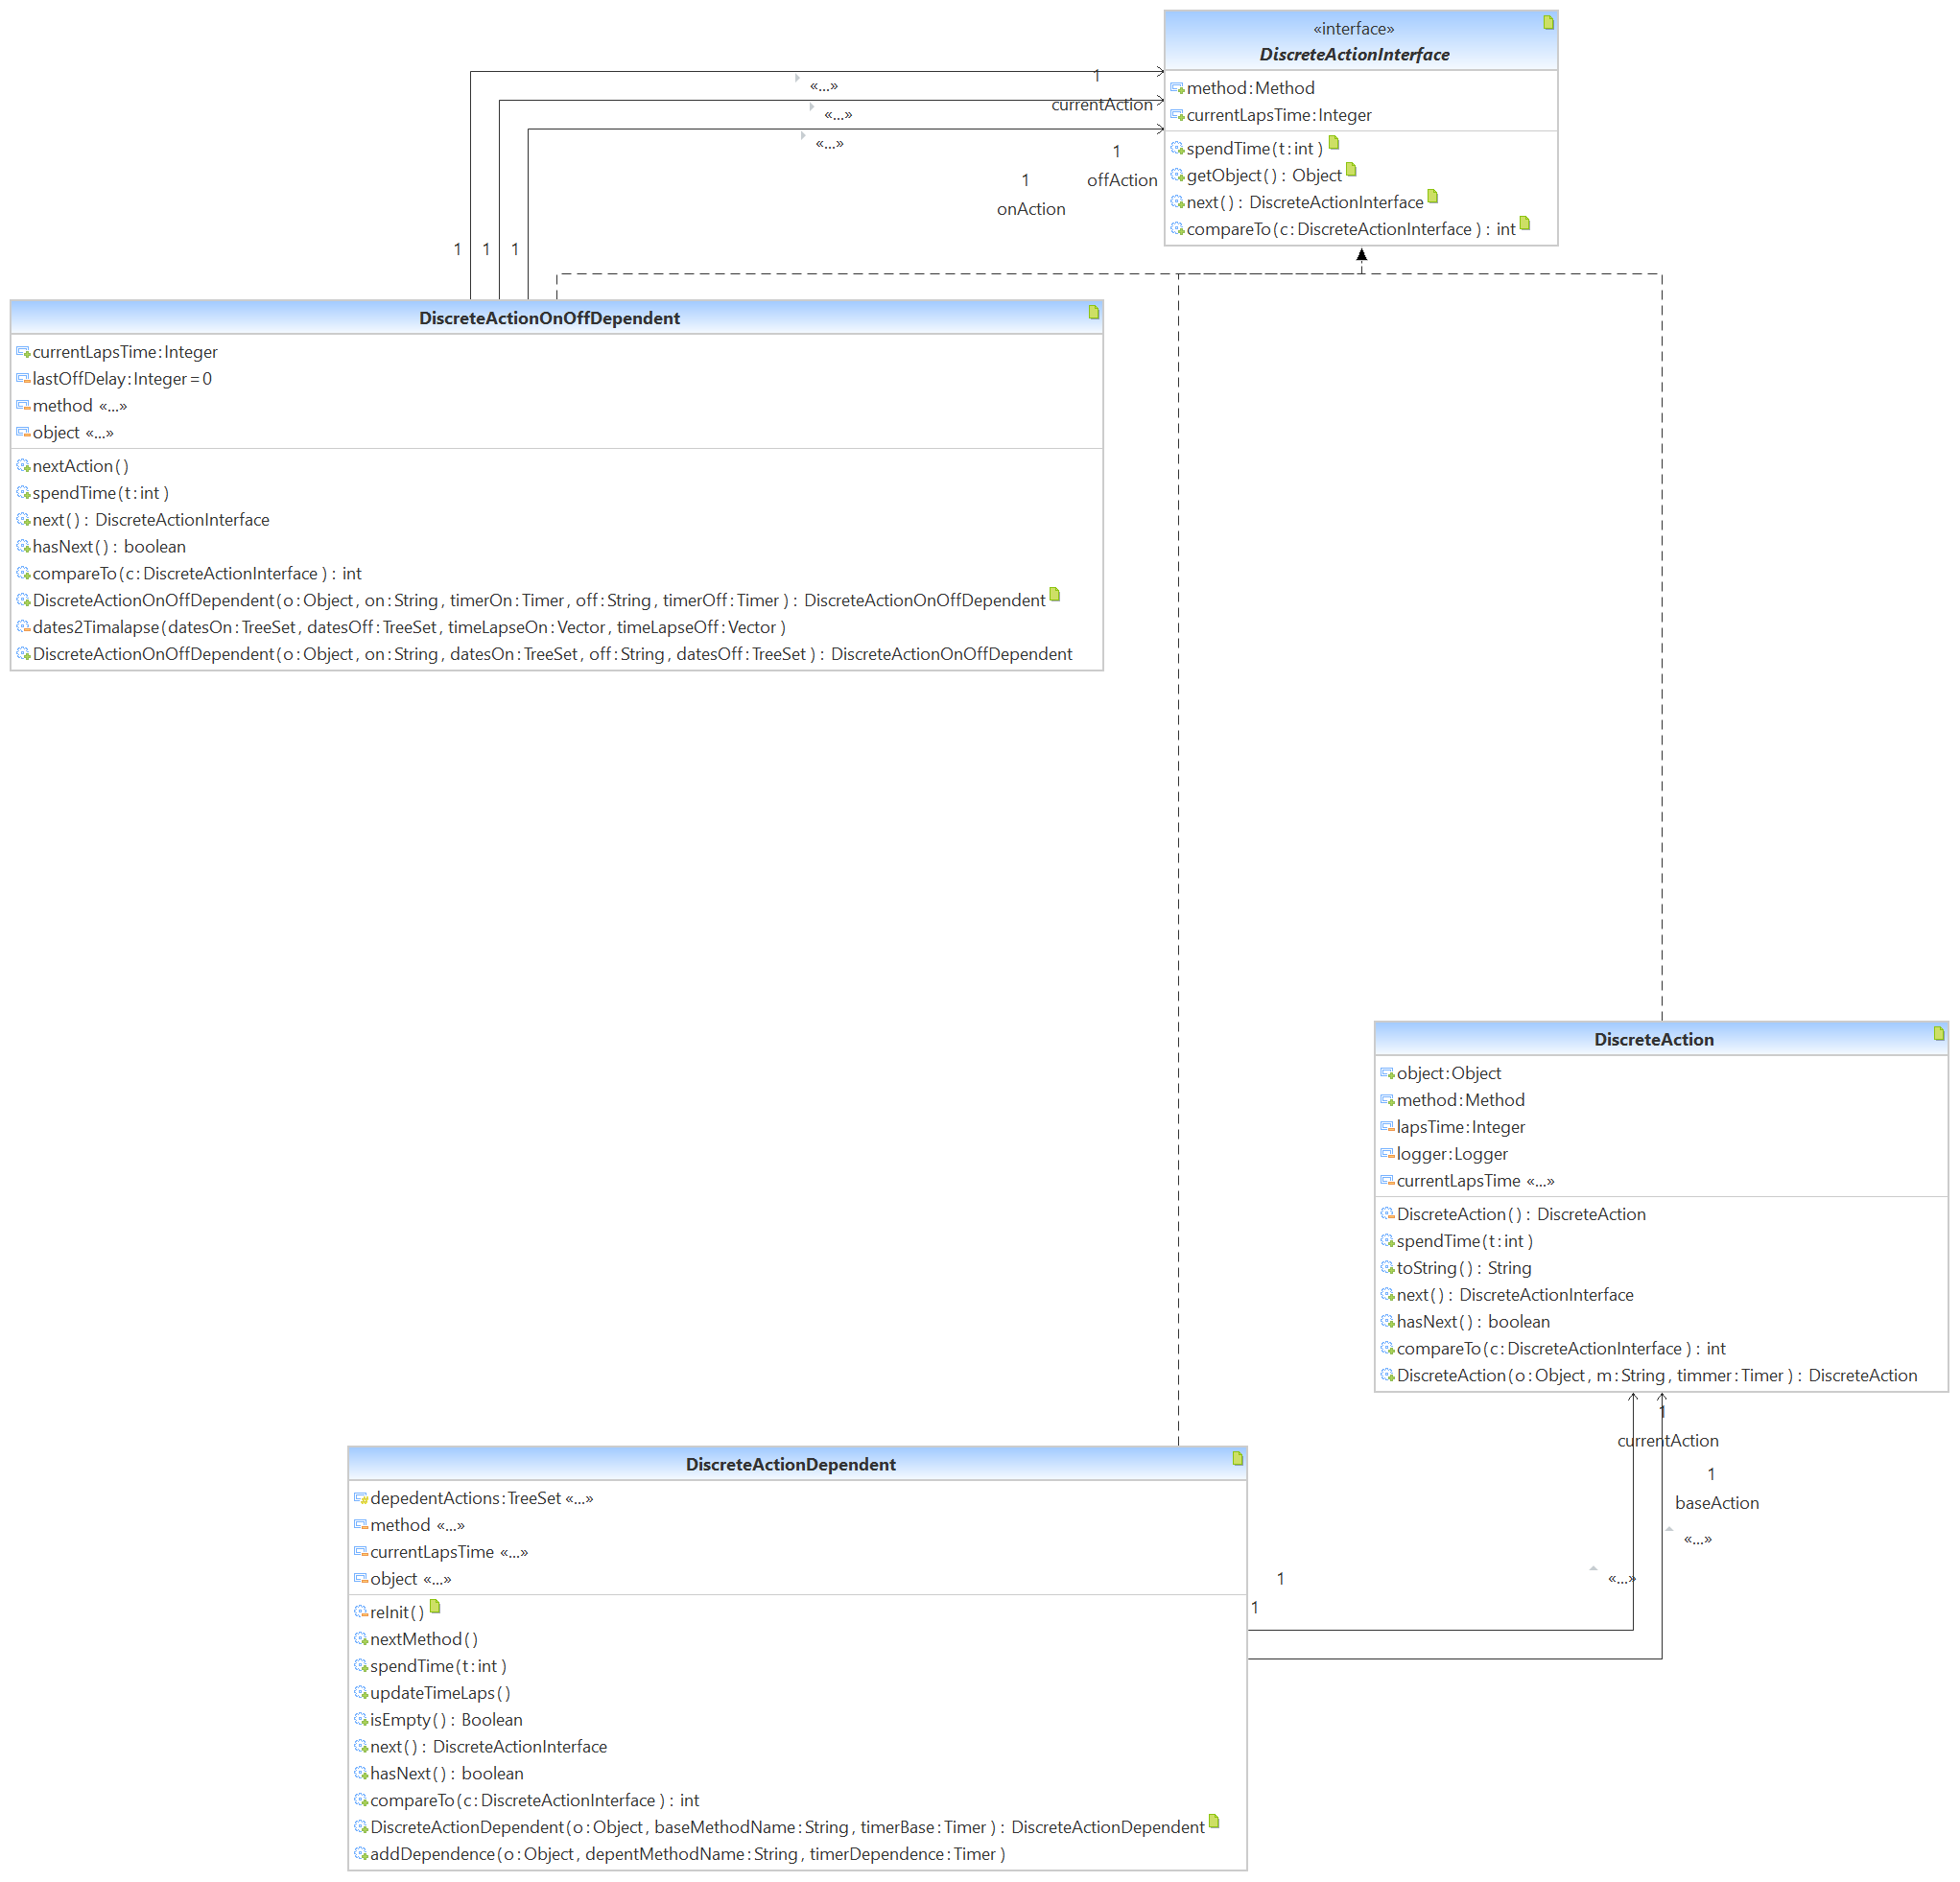 «interface»
DiscreteActionInterface
method:Method
currentLapsTime:Integer
spendTime(t:int)
getObject(): Object
next(): DiscreteActionInterface
compareTo(c:DiscreteActionInterface): int
1
currentAction
«...»
«...»
«...»
1
offAction
1
onAction
1
1
1
DiscreteActionOnOffDependent
currentLapsTime:Integer
lastOffDelay:Integer=0
method «...»
object «...»
nextAction()
spendTime(t:int)
next(): DiscreteActionInterface
hasNext(): boolean
compareTo(c:DiscreteActionInterface): int
DiscreteActionOnOffDependent(o:Object, on:String, timerOn:Timer, off:String, timerOff:Timer): DiscreteActionOnOffDependent
dates2Timalapse(datesOn:TreeSet, datesOff:TreeSet, timeLapseOn:Vector, timeLapseOff:Vector)
DiscreteActionOnOffDependent(o:Object, on:String, datesOn:TreeSet, off:String, datesOff:TreeSet): DiscreteActionOnOffDependent
DiscreteAction
object:Object
method:Method
lapsTime:Integer
logger:Logger
currentLapsTime «...»
DiscreteAction(): DiscreteAction
spendTime(t:int)
toString(): String
next(): DiscreteActionInterface
hasNext(): boolean
compareTo(c:DiscreteActionInterface): int
DiscreteAction(o:Object, m:String, timmer:Timer): DiscreteAction
1
currentAction
1
baseAction
«...»
«...»
1
1
DiscreteActionDependent
depedentActions:TreeSet «...»
method «...»
currentLapsTime «...»
object «...»
reInit()
nextMethod()
spendTime(t:int)
updateTimeLaps()
isEmpty(): Boolean
next(): DiscreteActionInterface
hasNext(): boolean
compareTo(c:DiscreteActionInterface): int
DiscreteActionDependent(o:Object, baseMethodName:String, timerBase:Timer): DiscreteActionDependent
addDependence(o:Object, depentMethodName:String, timerDependence:Timer)